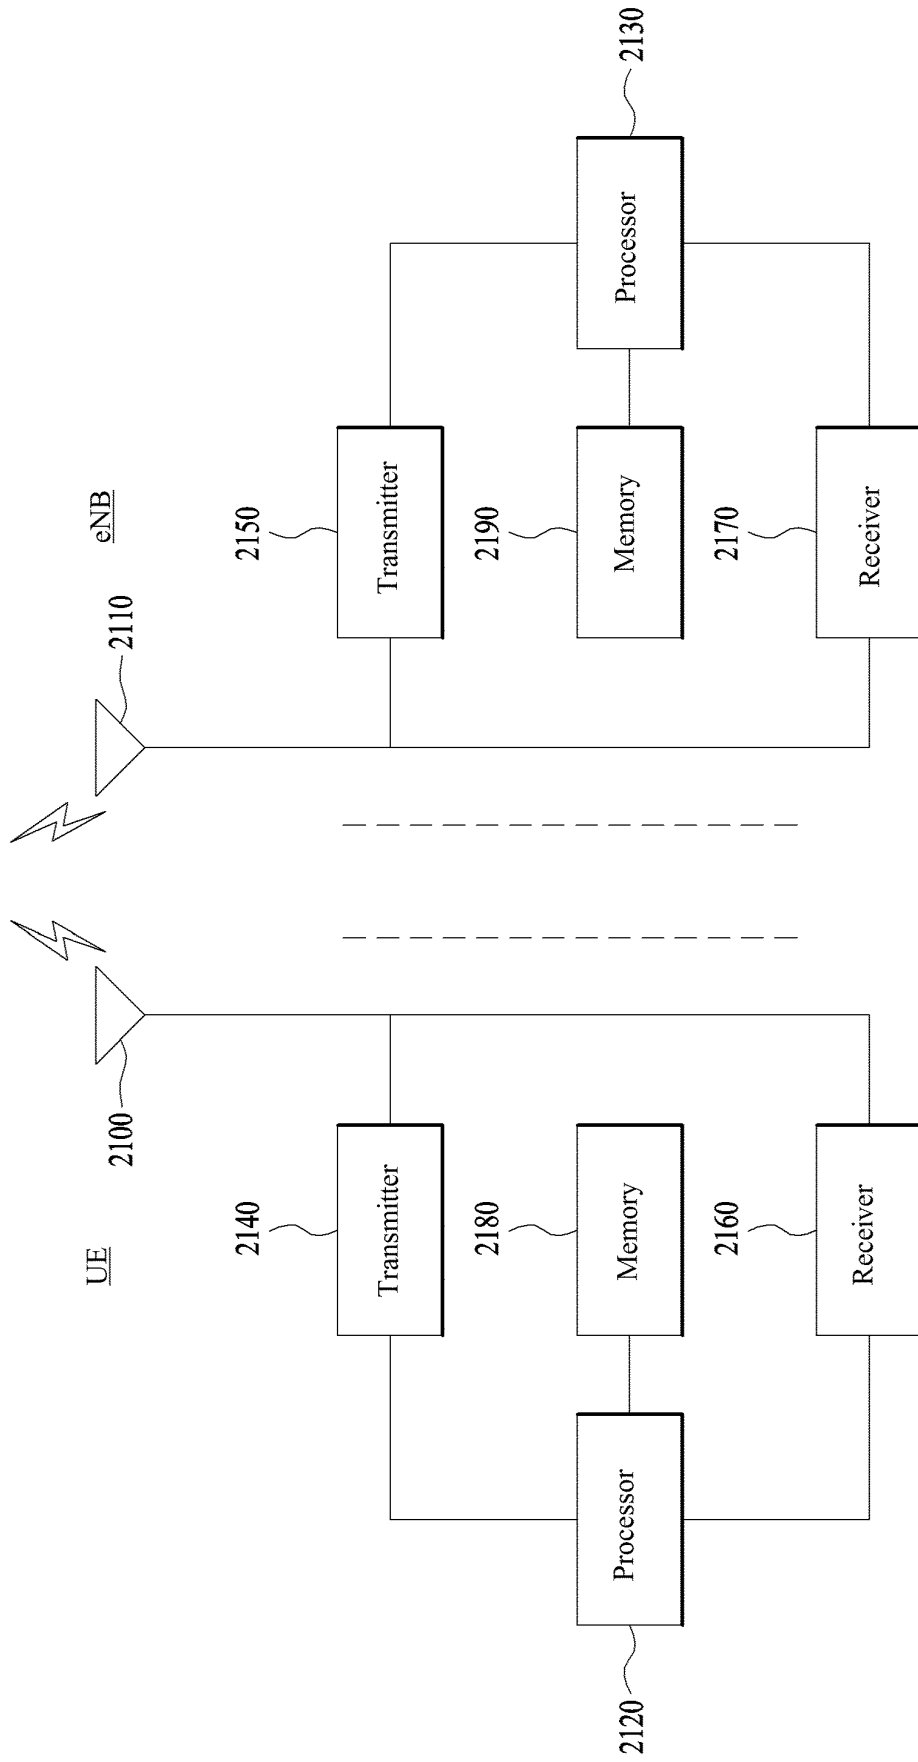 UE
eNB
2100
2110
2140
Transmitter
2150
Transmitter
2120
Processor
2180
Memory
2190
Memory
Processor
2130
2160
Receiver
2170
Receiver